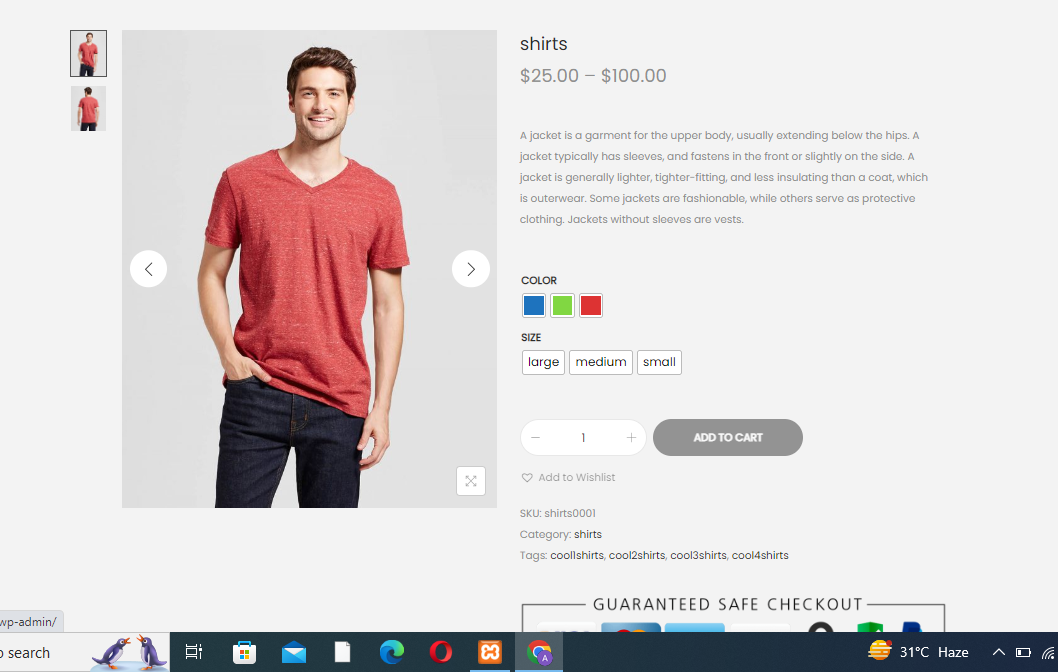 shirts
$25.00 – $100.00
A jacket is a garment for the upper body, usually extending below the hips. A
jacket typically has sleeves, and fastens in the front or slightly on the side. A
jacket is generally lighter, tighter-fitting, and less insulating than a coat, which
is outerwear. Some jackets are fashionable, while others serve as protective
clothing. Jackets without sleeves are vests.
COLOR
SIZE
large medium small
- 1 + ADD TO CART
Add to Wishlist
SKU: shirts0001
Category: shirts
Tags: cool1shirts, cool2shirts, cool3shirts, cool4shirts
GUARANTEED SAFE CHECKOUT
wp-admin/
search
A
31°C Haze